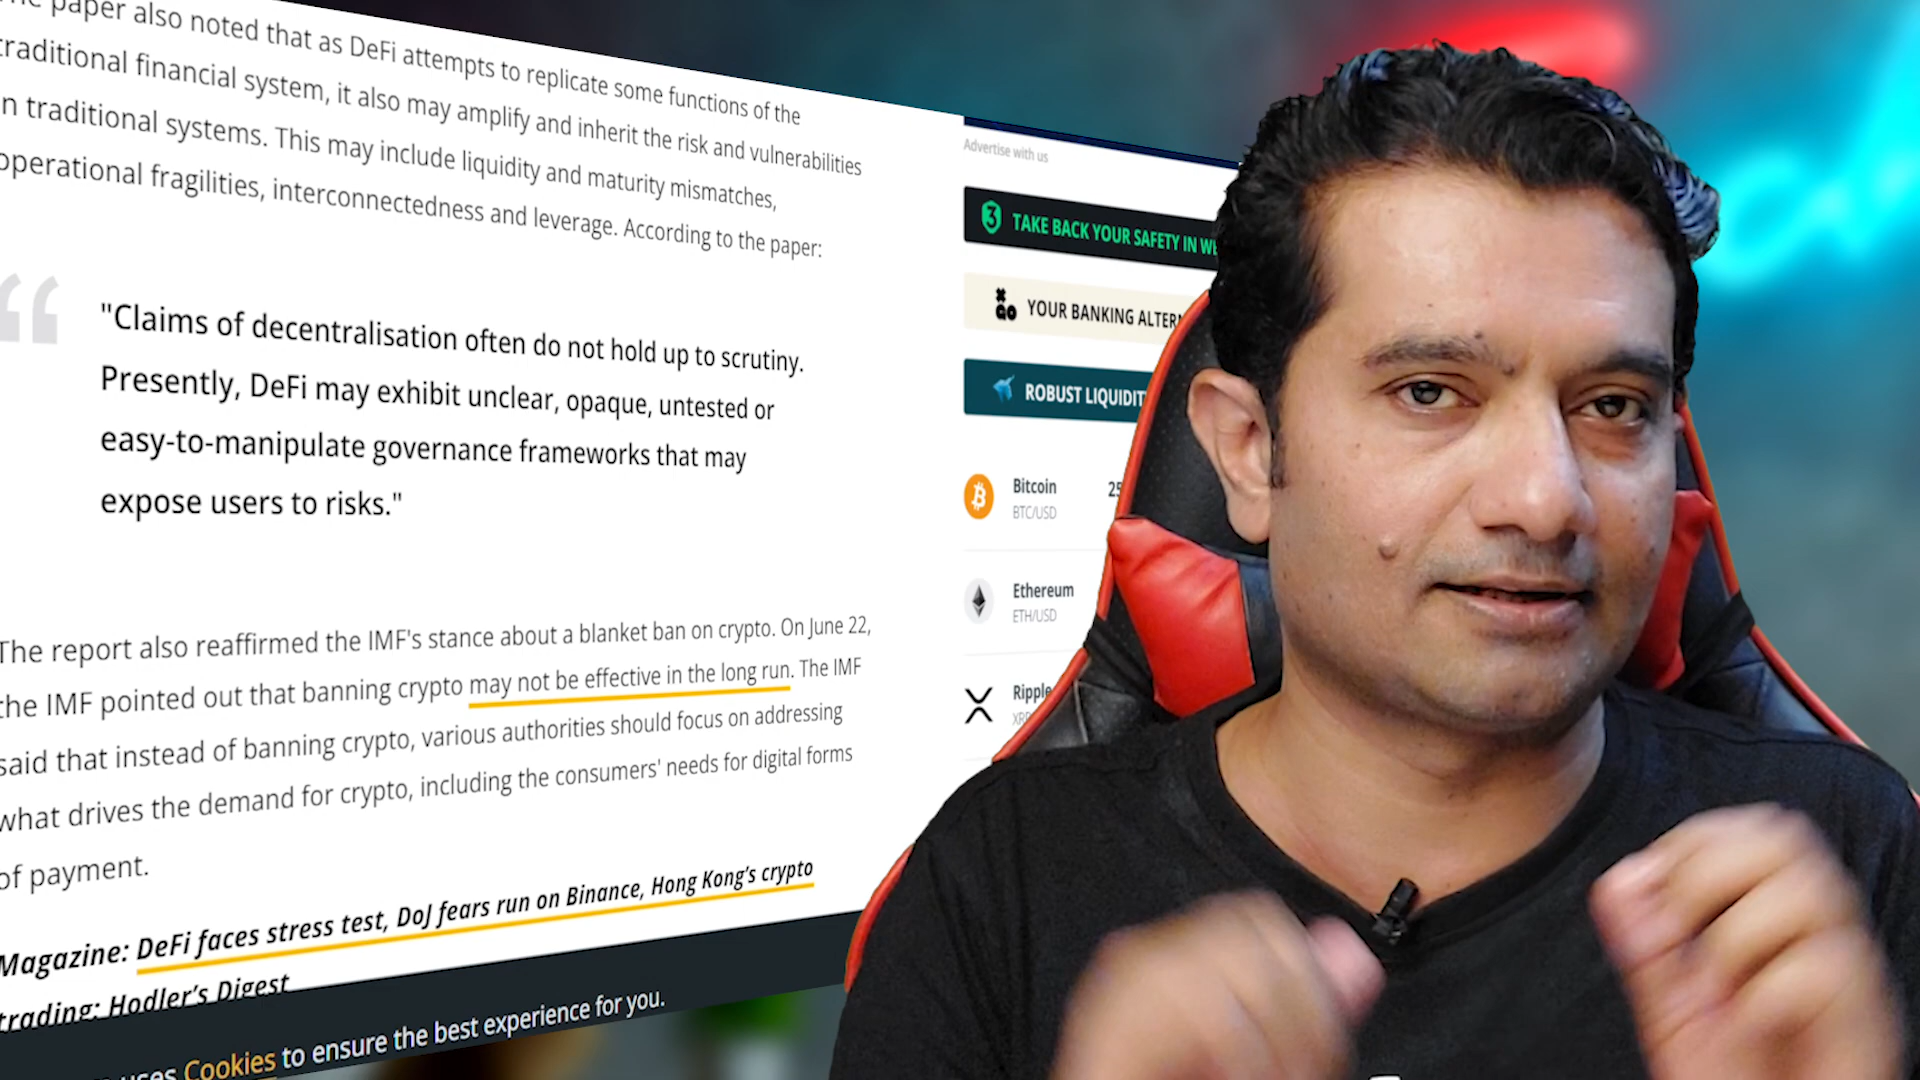 paper also noted that as DeFi attempts to replicate some functions of the
traditional financial system, it also may amplify and inherit the risk and vulnerabilities
in traditional systems. This may include liquidity and maturity mismatches,
operational fragilities, interconnectedness and leverage. According to the paper:
"Claims of decentralisation often do not hold up to scrutiny.
Presently, DeFi may exhibit unclear, opaque, untested or
easy-to-manipulate governance frameworks that may
expose users to risks."
The report also reaffirmed the IMF's stance about a blanket ban on crypto. On June 22,
the IMF pointed out that banning crypto may not be effective in the long run. The IMF
said that instead of banning crypto, various authorities should focus on addressing
what drives the demand for crypto, including the consumers' needs for digital forms
of payment.
Magazine: DeFi faces stress test, DoJ fears run on Binance, Hong Kong's crypto
trading: Hodler's Digest
uses Cookies to ensure the best experience for you.
Advertise with us
TAKE BACK YOUR SAFETY IN WE
YOUR BANKING ALTERN
ROBUST LIQUIDIT
Bitcoin 25
BTC/USD
Ethereum
ETH/USD
Ripple
XRP